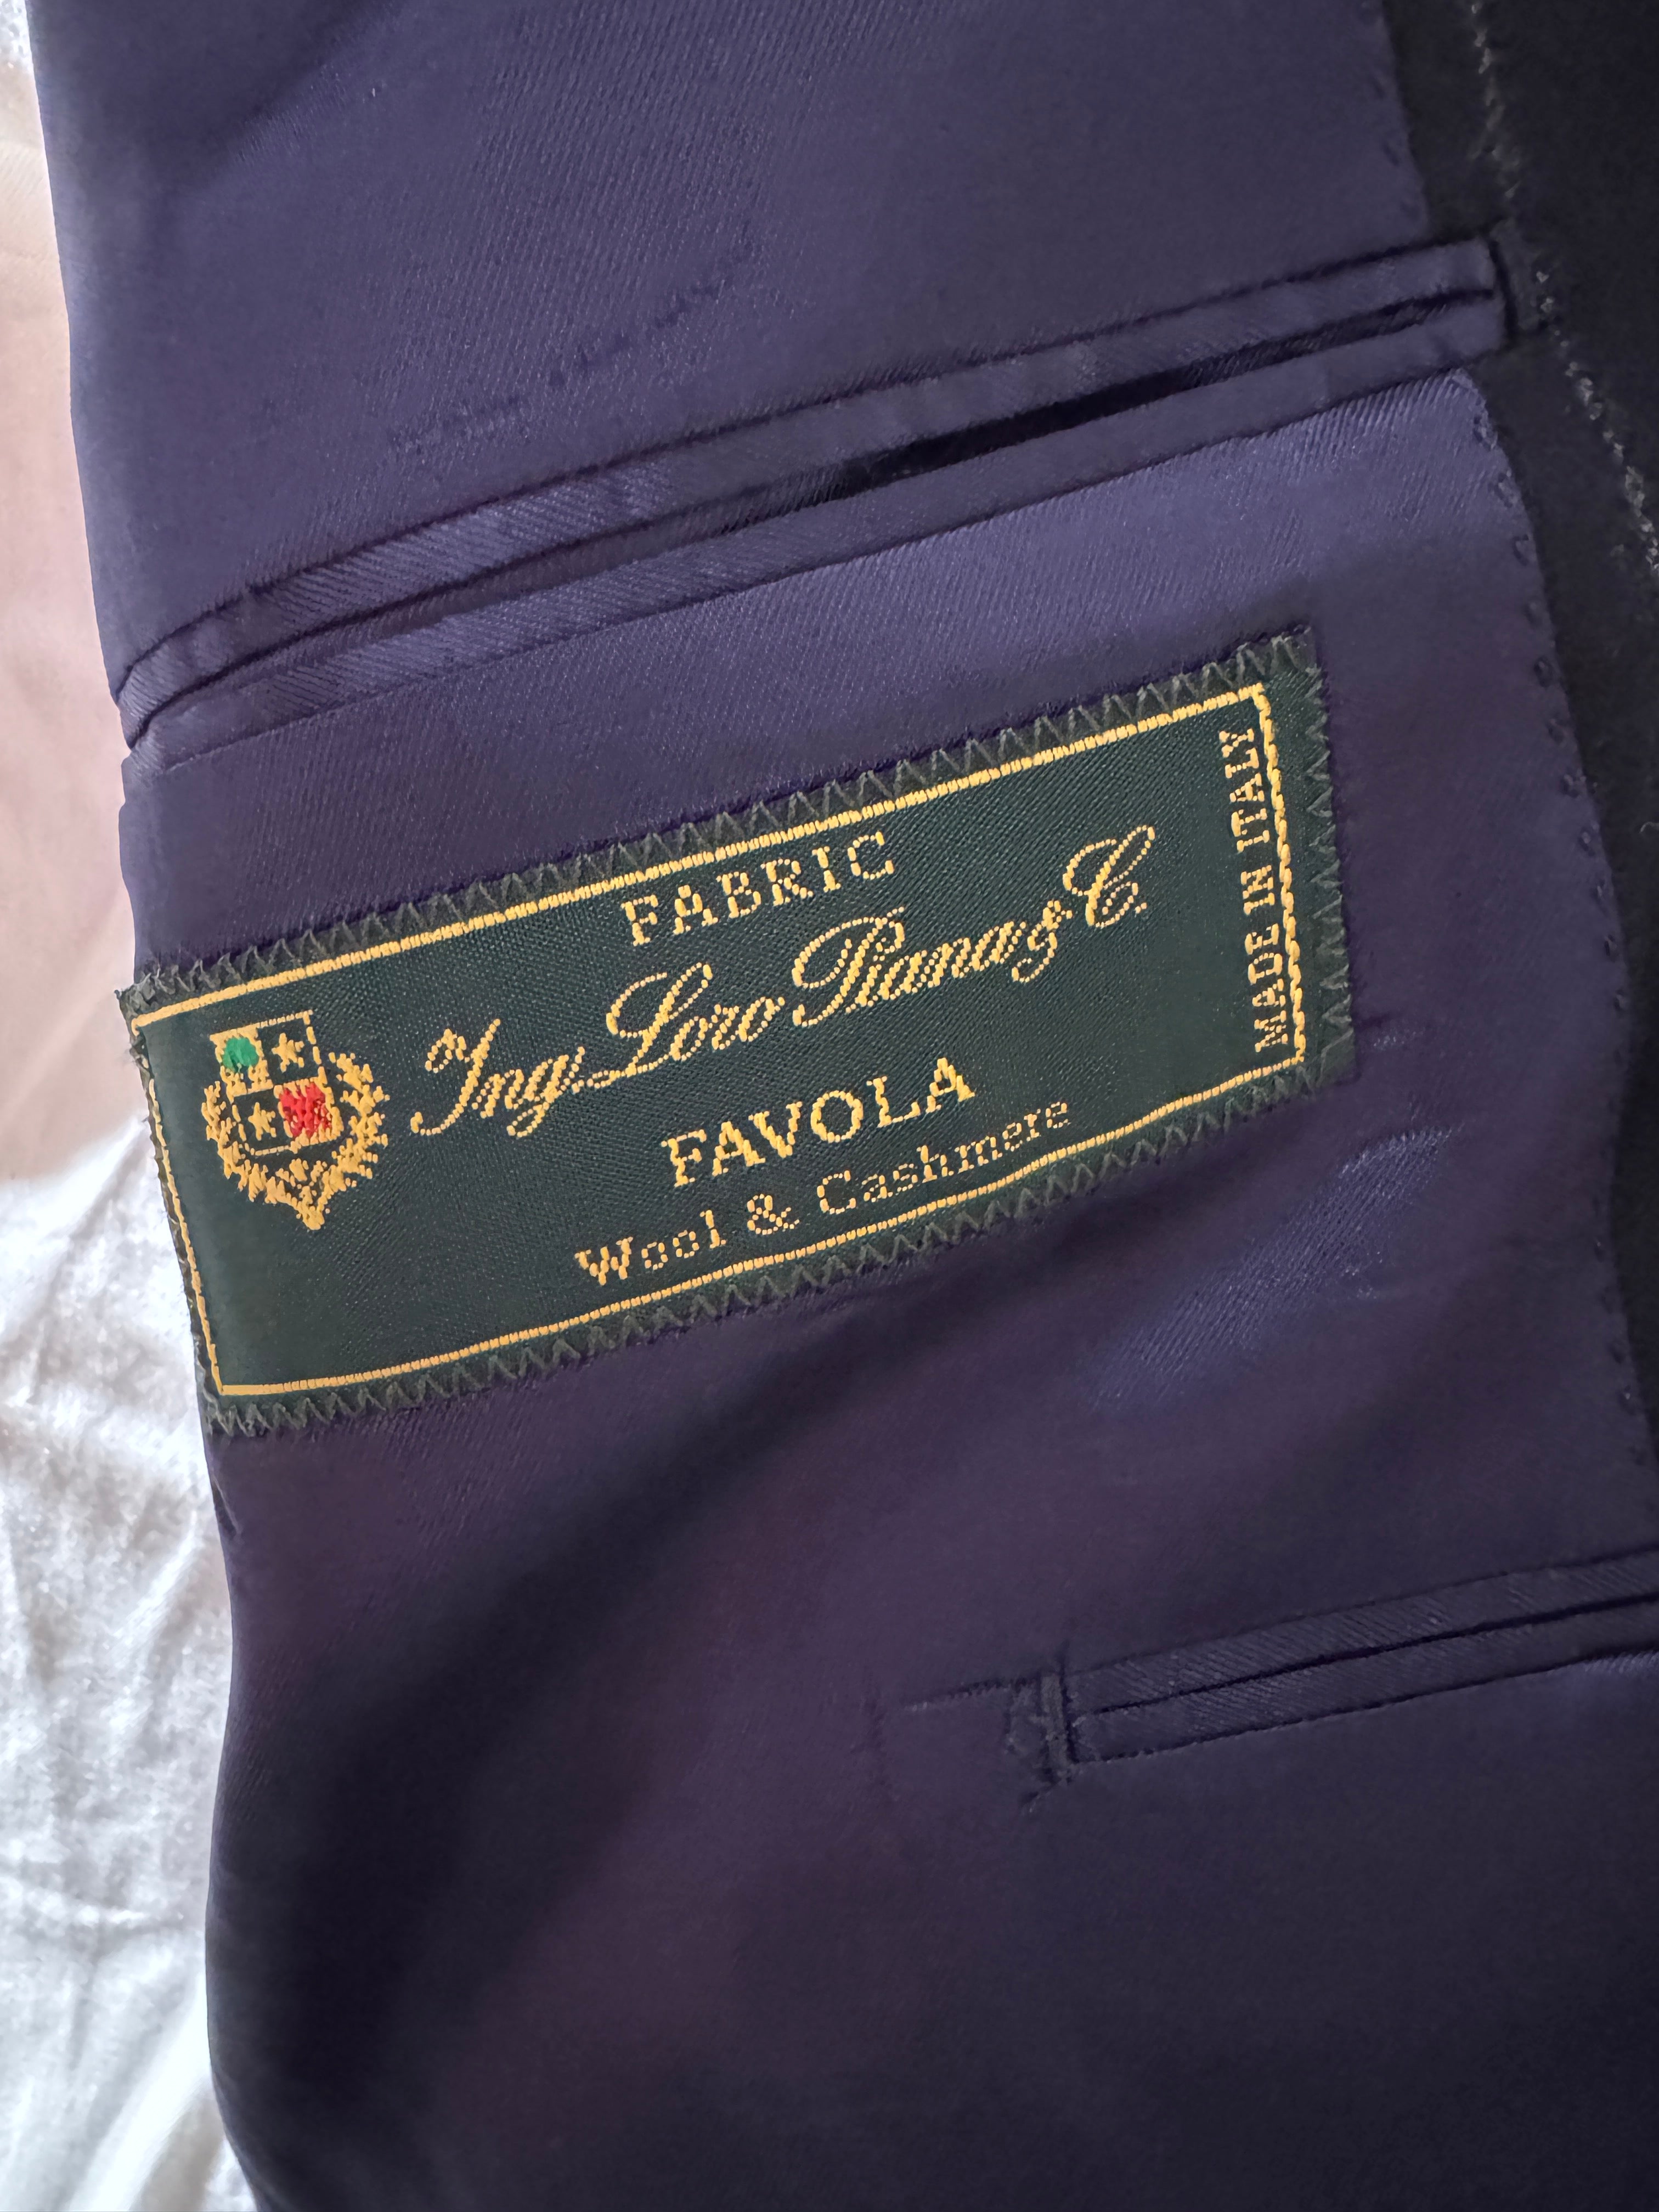 FABRIC
Ing. Loro Piana & C.
FAVOLA
Wool & Cashmere
MADE IN ITALY